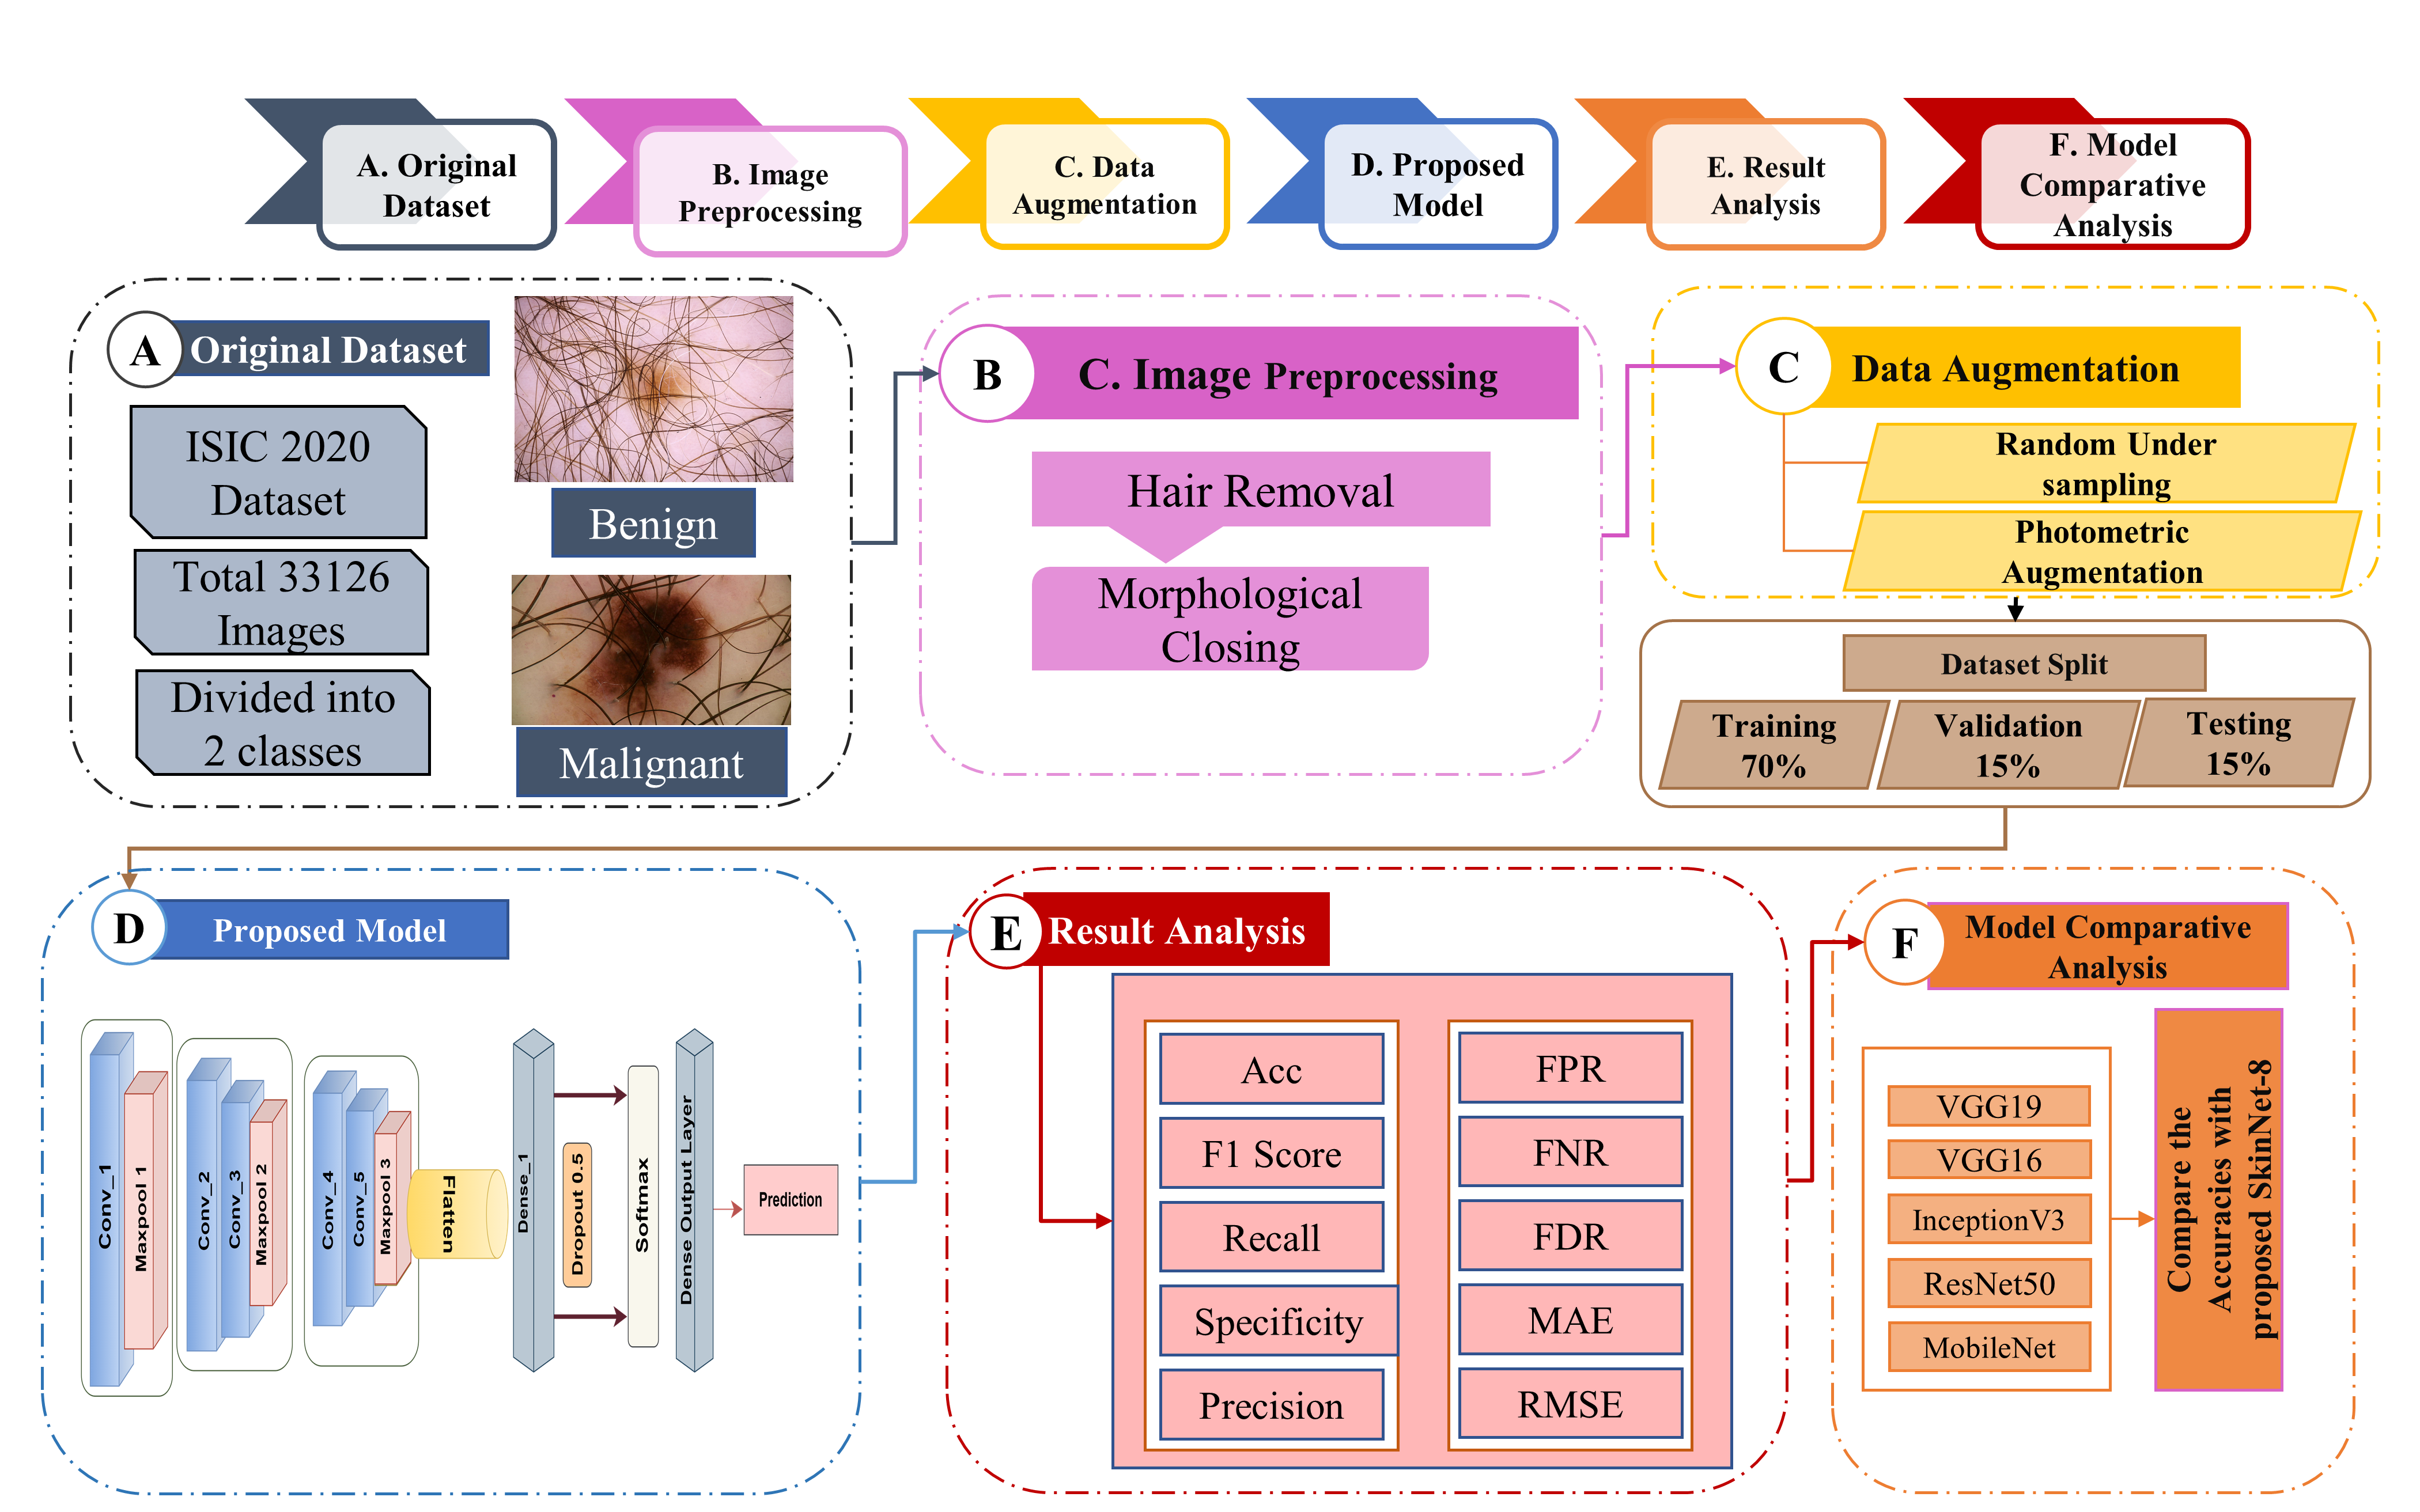 A. Original
Dataset
B. Image
Preprocessing
C. Data
Augmentation
D. Proposed
Model
E. Result
Analysis
F. Model
Comparative
Analysis
A
Original Dataset
ISIC 2020
Dataset
Total 33126
Images
Divided into
2 classes
Benign
Malignant
B
C. Image Preprocessing
Hair Removal
Morphological
Closing
C
Data Augmentation
Random Under
sampling
Photometric
Augmentation
Dataset Split
Training
70%
Validation
15%
Testing
15%
D
Proposed Model
Conv_1
Maxpool 1
Conv_2
Conv_3
Maxpool 2
Conv_4
Conv_5
Maxpool 3
Flatten
Dense_1
Dropout 0.5
Softmax
Dense Output Layer
Prediction
E
Result Analysis
Acc
F1 Score
Recall
Specificity
Precision
FPR
FNR
FDR
MAE
RMSE
F
Model Comparative
Analysis
VGG19
VGG16
InceptionV3
ResNet50
MobileNet
Compare the
Accuracies with
proposed SkinNet-8